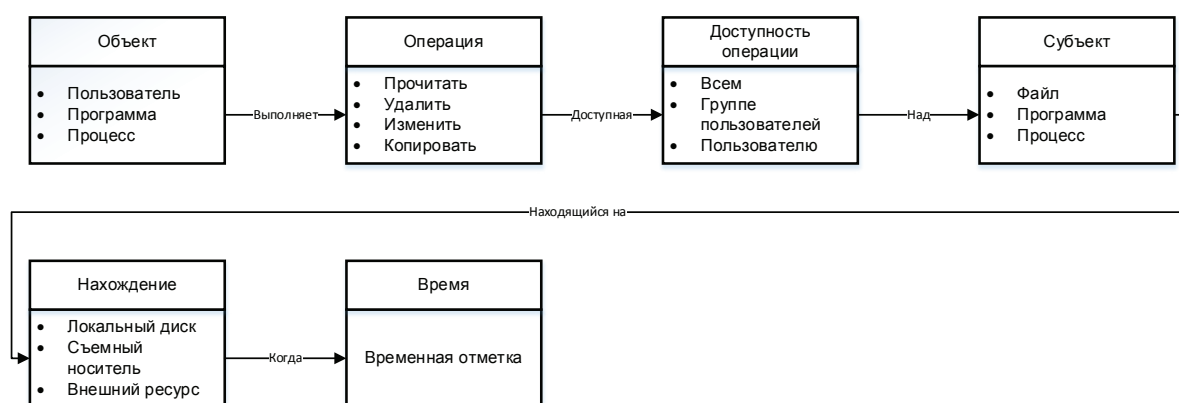 Объект
• Пользователь
• Программа
• Процесс
Выполняет
Операция
• Прочитать
• Удалить
• Изменить
• Копировать
Доступная
Доступность
операции
• Всем
• Группе
пользователей
• Пользователю
Над
Субъект
• Файл
• Программа
• Процесс
Находящийся на
Нахождение
• Локальный диск
• Съемный
носитель
• Внешний ресурс
Когда
Время
Временная отметка